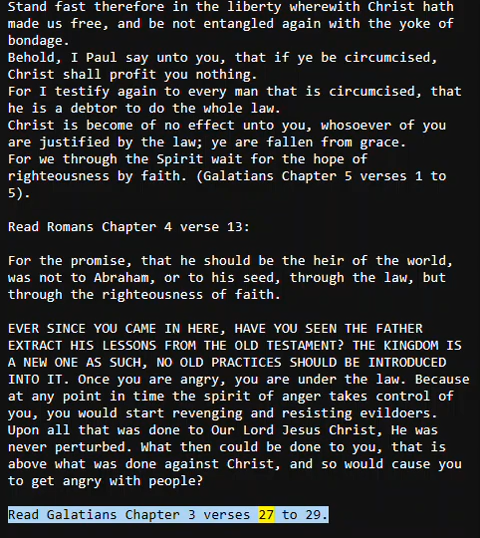 Stand fast therefore in the liberty wherewith Christ hath
made us free, and be not entangled again with the yoke of
bondage.
Behold, I Paul say unto you, that if ye be circumcised,
Christ shall profit you nothing.
For I testify again to every man that is circumcised, that
he is a debtor to do the whole law.
Christ is become of no effect unto you, whosoever of you
are justified by the law; ye are fallen from grace.
For we through the Spirit wait for the hope of
righteousness by faith. (Galatians Chapter 5 verses 1 to
5).
Read Romans Chapter 4 verse 13:
For the promise, that he should be the heir of the world,
was not to Abraham, or to his seed, through the law, but
through the righteousness of faith.
EVER SINCE YOU CAME IN HERE, HAVE YOU SEEN THE FATHER
EXTRACT HIS LESSONS FROM THE OLD TESTAMENT? THE KINGDOM IS
A NEW ONE AS SUCH, NO OLD PRACTICES SHOULD BE INTRODUCED
INTO IT. Once you are angry, you are under the law. Because
at any point in time the spirit of anger takes control of
you, you would start revenging and resisting evildoers.
Upon all that was done to Our Lord Jesus Christ, He was
never perturbed. What then could be done to you, that is
above what was done against Christ, and so would cause you
to get angry with people?
Read Galatians Chapter 3 verses 27 to 29.